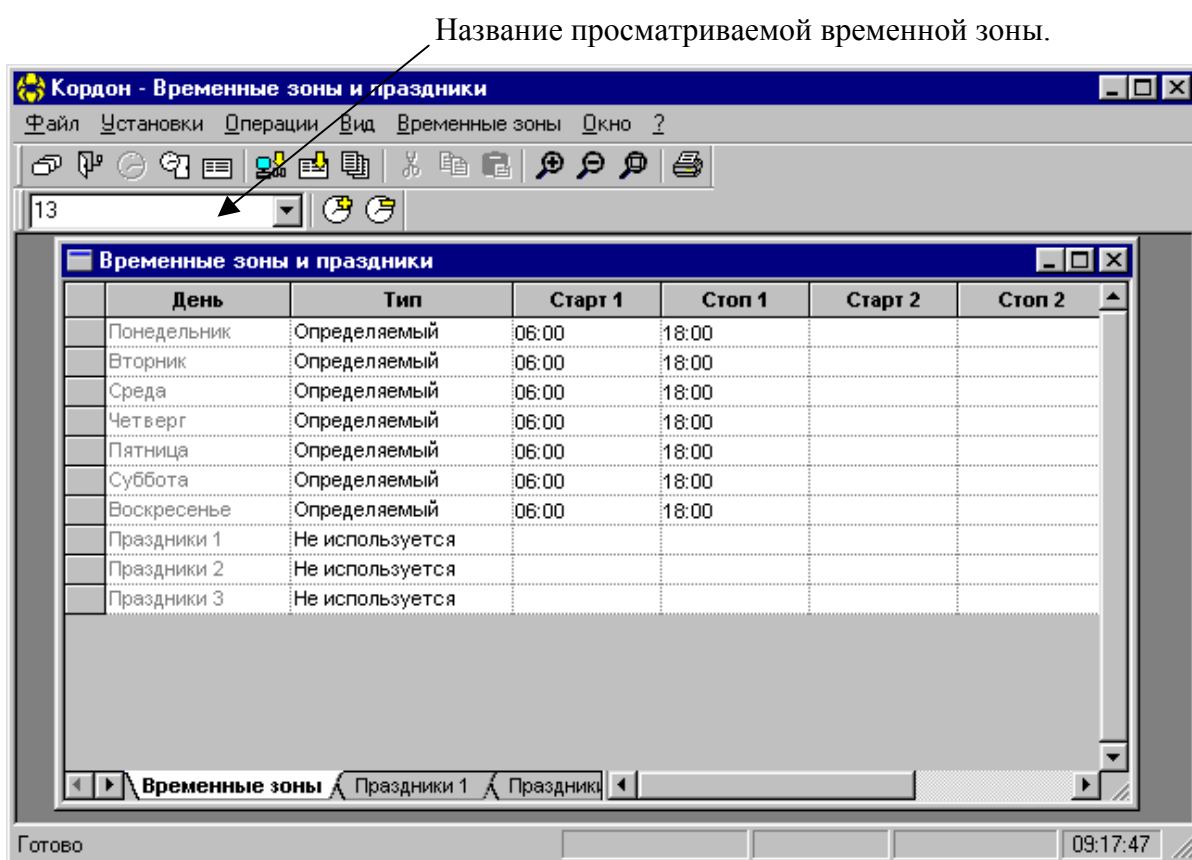 Название просматриваемой временной зоны.
Кордон - Временные зоны и праздники
Файл Установки Операции Вид Временные зоны Окно ?
13
Временные зоны и праздники
День Тип Старт 1 Стоп 1 Старт 2 Стоп 2
Понедельник Определяемый 06:00 18:00
Вторник Определяемый 06:00 18:00
Среда Определяемый 06:00 18:00
Четверг Определяемый 06:00 18:00
Пятница Определяемый 06:00 18:00
Суббота Определяемый 06:00 18:00
Воскресенье Определяемый 06:00 18:00
Праздники 1 Не используется
Праздники 2 Не используется
Праздники 3 Не используется
Временные зоны Праздники 1 Праздники
Готово 09:17:47